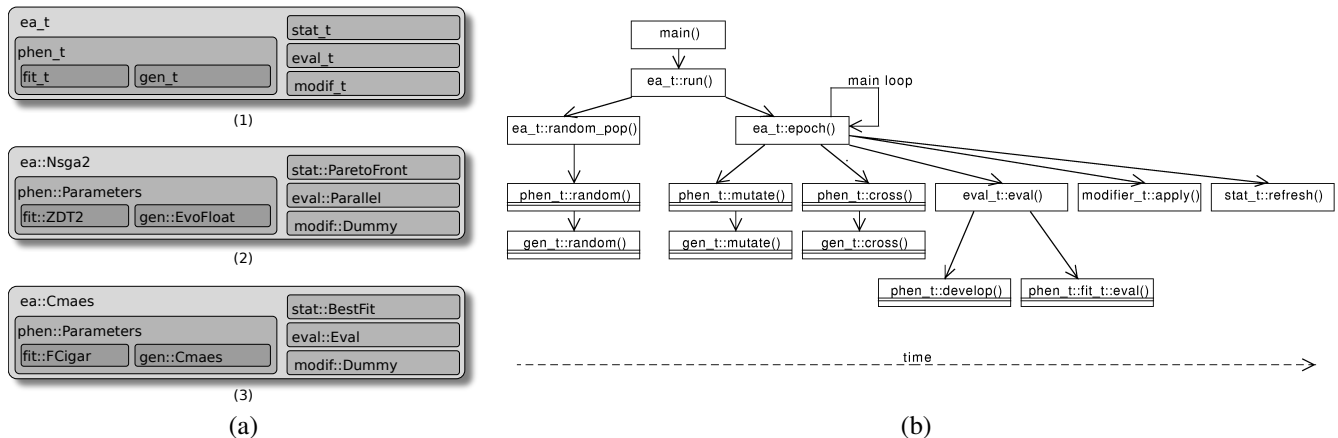 ea_t
phen_t
fit_t
gen_t
stat_t
eval_t
modif_t
(1)
ea::Nsga2
phen::Parameters
fit::ZDT2
gen::EvoFloat
stat::ParetoFront
eval::Parallel
modif::Dummy
(2)
ea::Cmaes
phen::Parameters
fit::FCigar
gen::Cmaes
stat::BestFit
eval::Eval
modif::Dummy
(3)
(a)
main()
ea_t::run()
main loop
ea_t::random_pop()
ea_t::epoch()
phen_t::random()
phen_t::mutate()
phen_t::cross()
eval_t::eval()
modifier_t::apply()
stat_t::refresh()
gen_t::random()
gen_t::mutate()
gen_t::cross()
phen_t::develop()
phen_t::fit_t::eval()
time
(b)